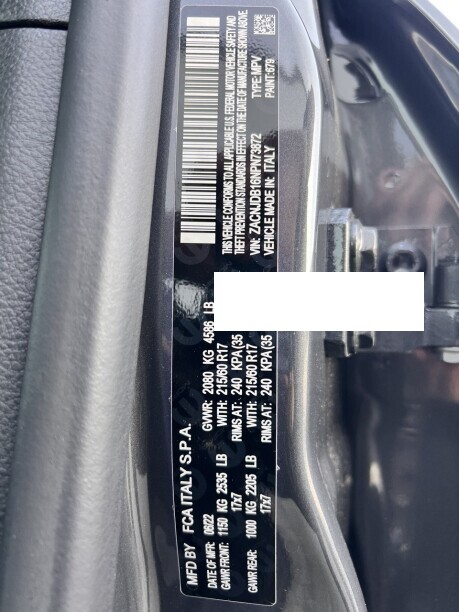 MFD BY FCA ITALY S.P.A.
DATE OF MFR: 06/22 GVWR: 2080 KG 4586 LB
GAWR FRONT: 1150 KG 2535 LB WITH: 215/60 R17
17x7 RIMS AT: 240 KPA(35
GAWR REAR: 1000 KG 2205 LB WITH: 215/60 R17
17x7 RIMS AT: 240 KPA(35
THIS VEHICLE CONFORMS TO ALL APPLICABLE U.S. FEDERAL MOTOR VEHICLE SAFETY AND
THEFT PREVENTION STANDARDS IN EFFECT ON THE DATE OF MANUFACTURE SHOWN ABOVE.
VIN: ZACNJDB16NPN73872 TYPE: MPV
VEHICLE MADE IN: ITALY PAINT: 679